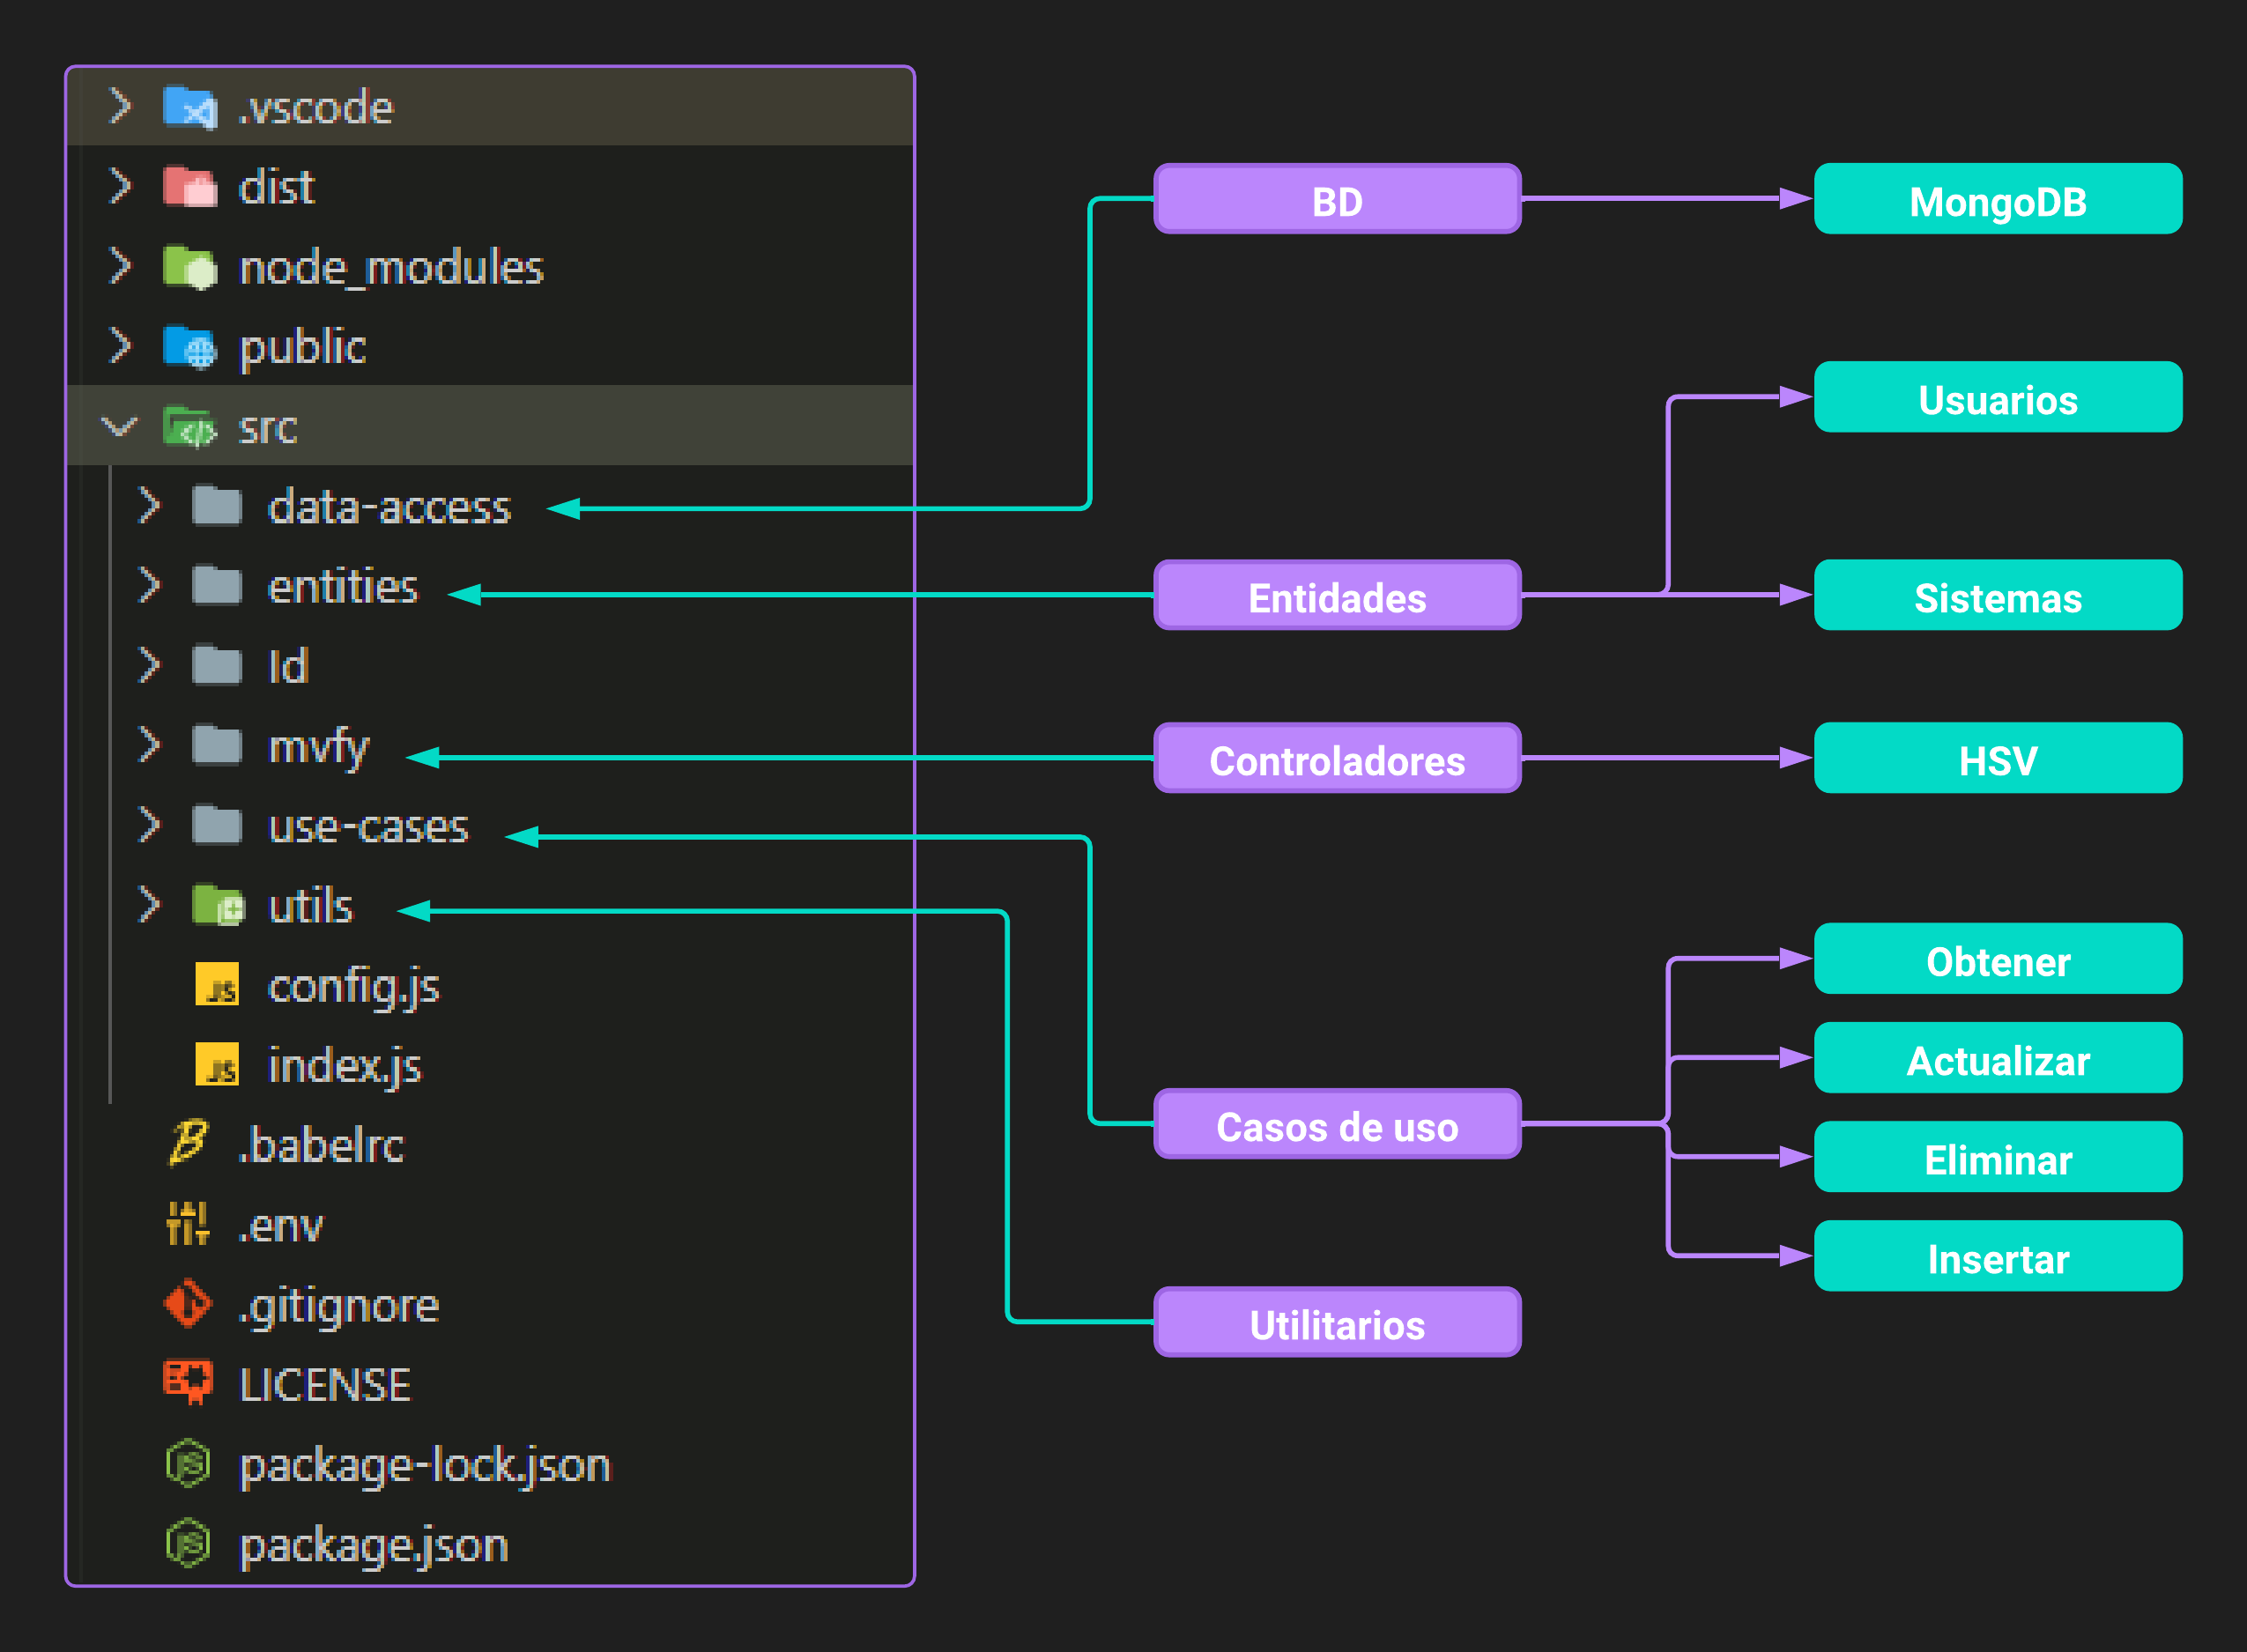 .vscode
dist
node_modules
public
src
data-access
entities
Id
mvfy
use-cases
utils
config.js
index.js
.babelrc
.env
.gitignore
LICENSE
package-lock.json
package.json
BD
Entidades
Controladores
Casos de uso
Utilitarios
MongoDB
Usuarios
Sistemas
HSV
Obtener
Actualizar
Eliminar
Insertar